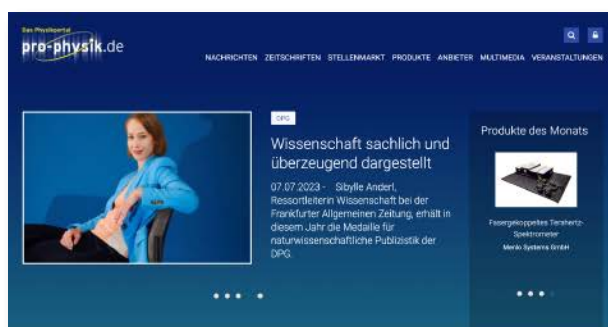 Das Physikportal
pro-physik.de
NACHRICHTEN ZEITSCHRIFTEN STELLENMARKT PRODUKTE ANBIETER MULTIMEDIA VERANSTALTUNGEN
DPG
Wissenschaft sachlich und
überzeugend dargestellt
07.07.2023 - Sibylle Anderl,
Ressortleiterin Wissenschaft bei der
Frankfurter Allgemeinen Zeitung, erhält in
diesem Jahr die Medaille für
naturwissenschaftliche Publizistik der
DPG.
Produkte des Monats
Fasergekoppeltes Terahertz-
Spektrometer
Menlo Systems GmbH